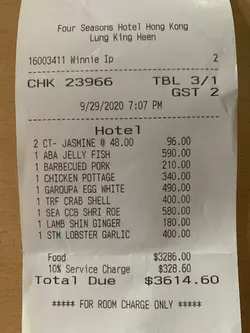 Four Seasons Hotel Hong Kong
Lung King Heen
16003411 Winnie Ip 2
CHK 23966 TBL 3/1
GST 2
9/29/2020 7:07 PM
Hotel
2 CT- JASMINE @ 48.00 96.00
1 ABA JELLY FISH 590.00
1 BARBECUED PORK 210.00
1 CHICKEN POTTAGE 340.00
1 GAROUPA EGG WHITE 490.00
1 TRF CRAB SHELL 400.00
1 SEA CCB SHRI ROE 580.00
1 LAMB SHIN GINGER 180.00
1 STM LOBSTER GARLIC 400.00
Food $3286.00
10% Service Charge $328.60
Total Due $3614.60
***** FOR ROOM CHARGE ONLY *****